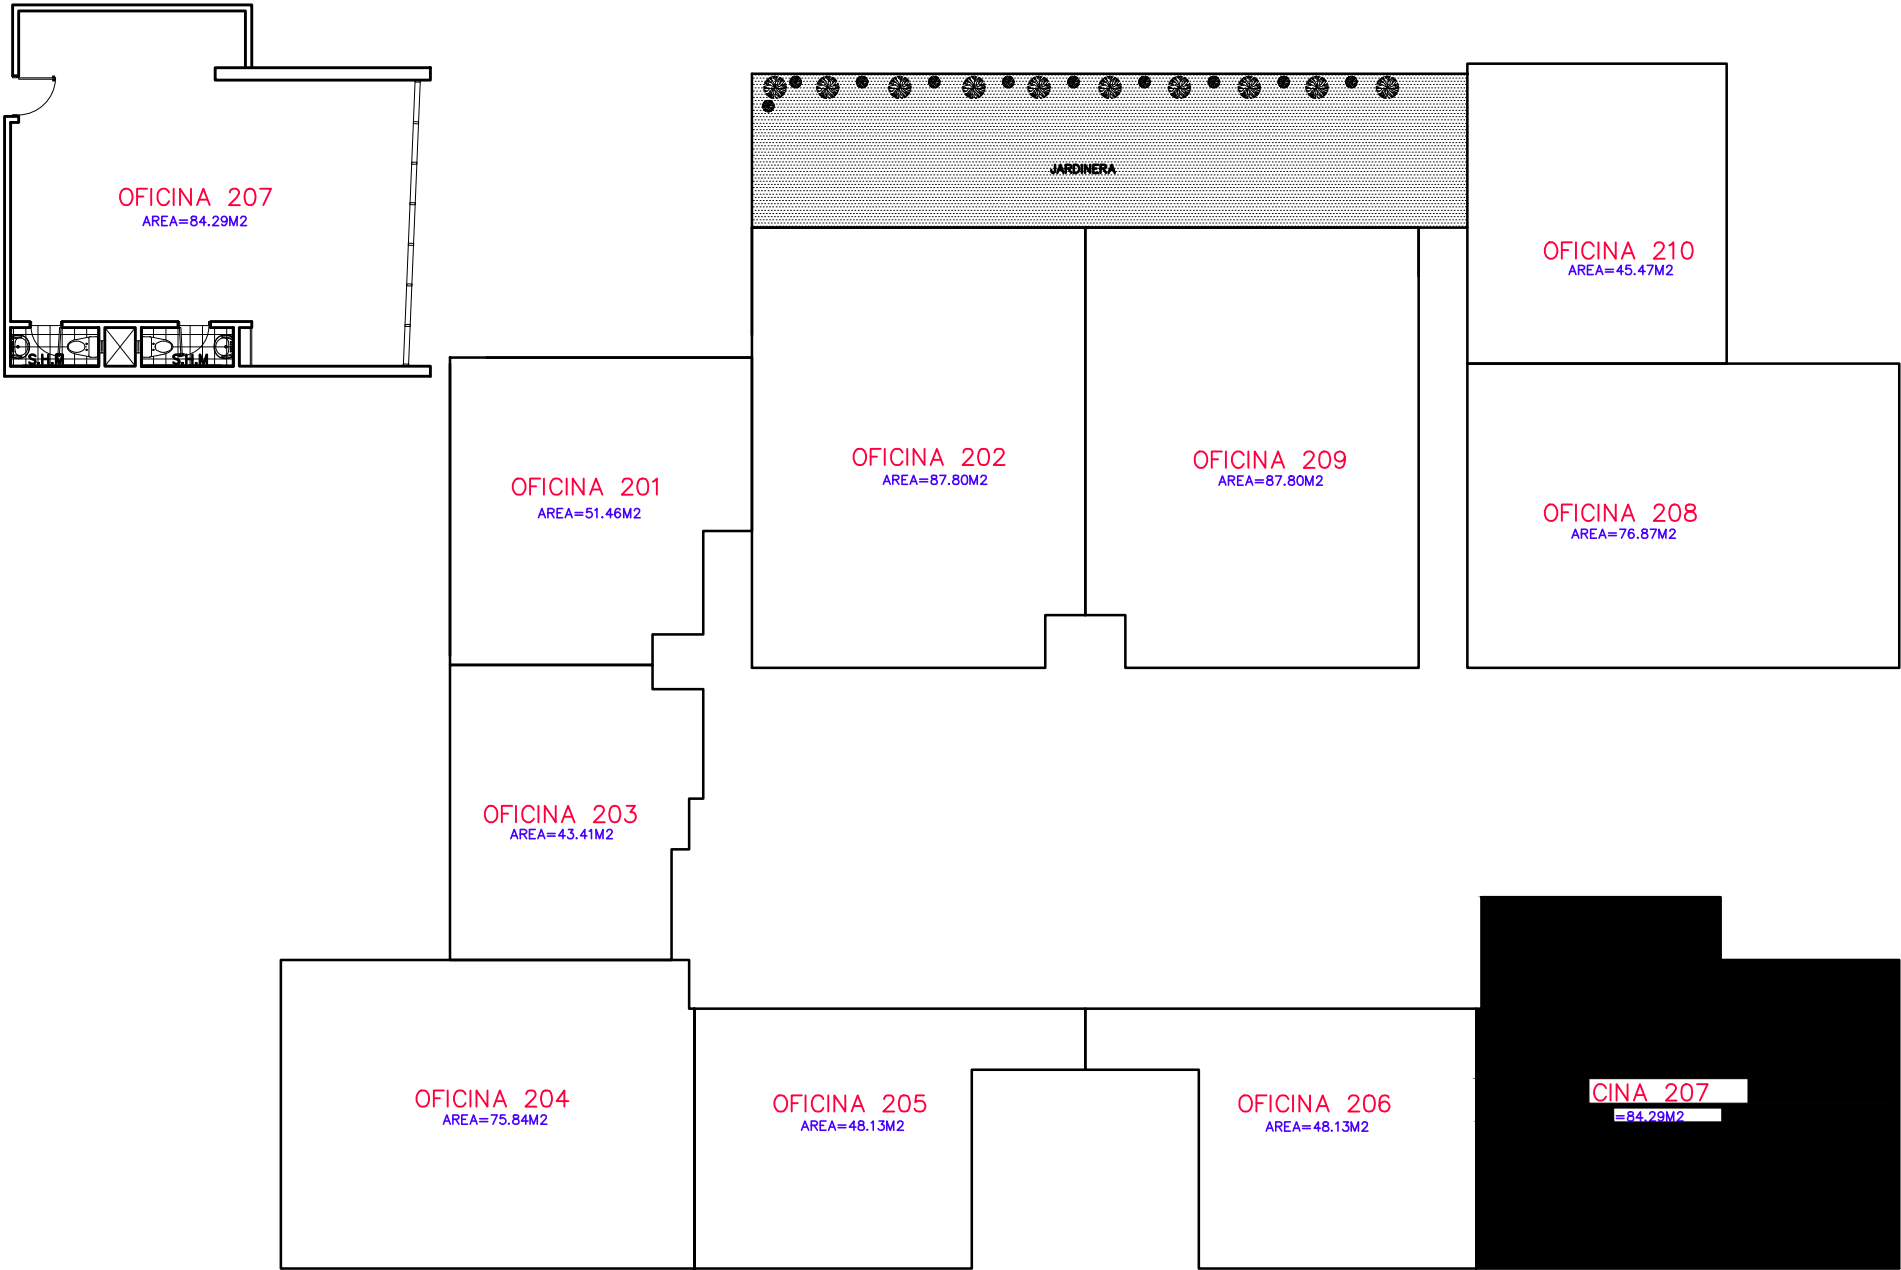 OFICINA 207
AREA=84.29M2
S.H.M
S.H.M
JARDINERA
OFICINA 210
AREA=45.47M2
OFICINA 201
AREA=51.46M2
OFICINA 202
AREA=87.80M2
OFICINA 209
AREA=87.80M2
OFICINA 208
AREA=76.87M2
OFICINA 203
AREA=43.41M2
OFICINA 204
AREA=75.84M2
OFICINA 205
AREA=48.13M2
OFICINA 206
AREA=48.13M2
CINA 207
=84.29M2